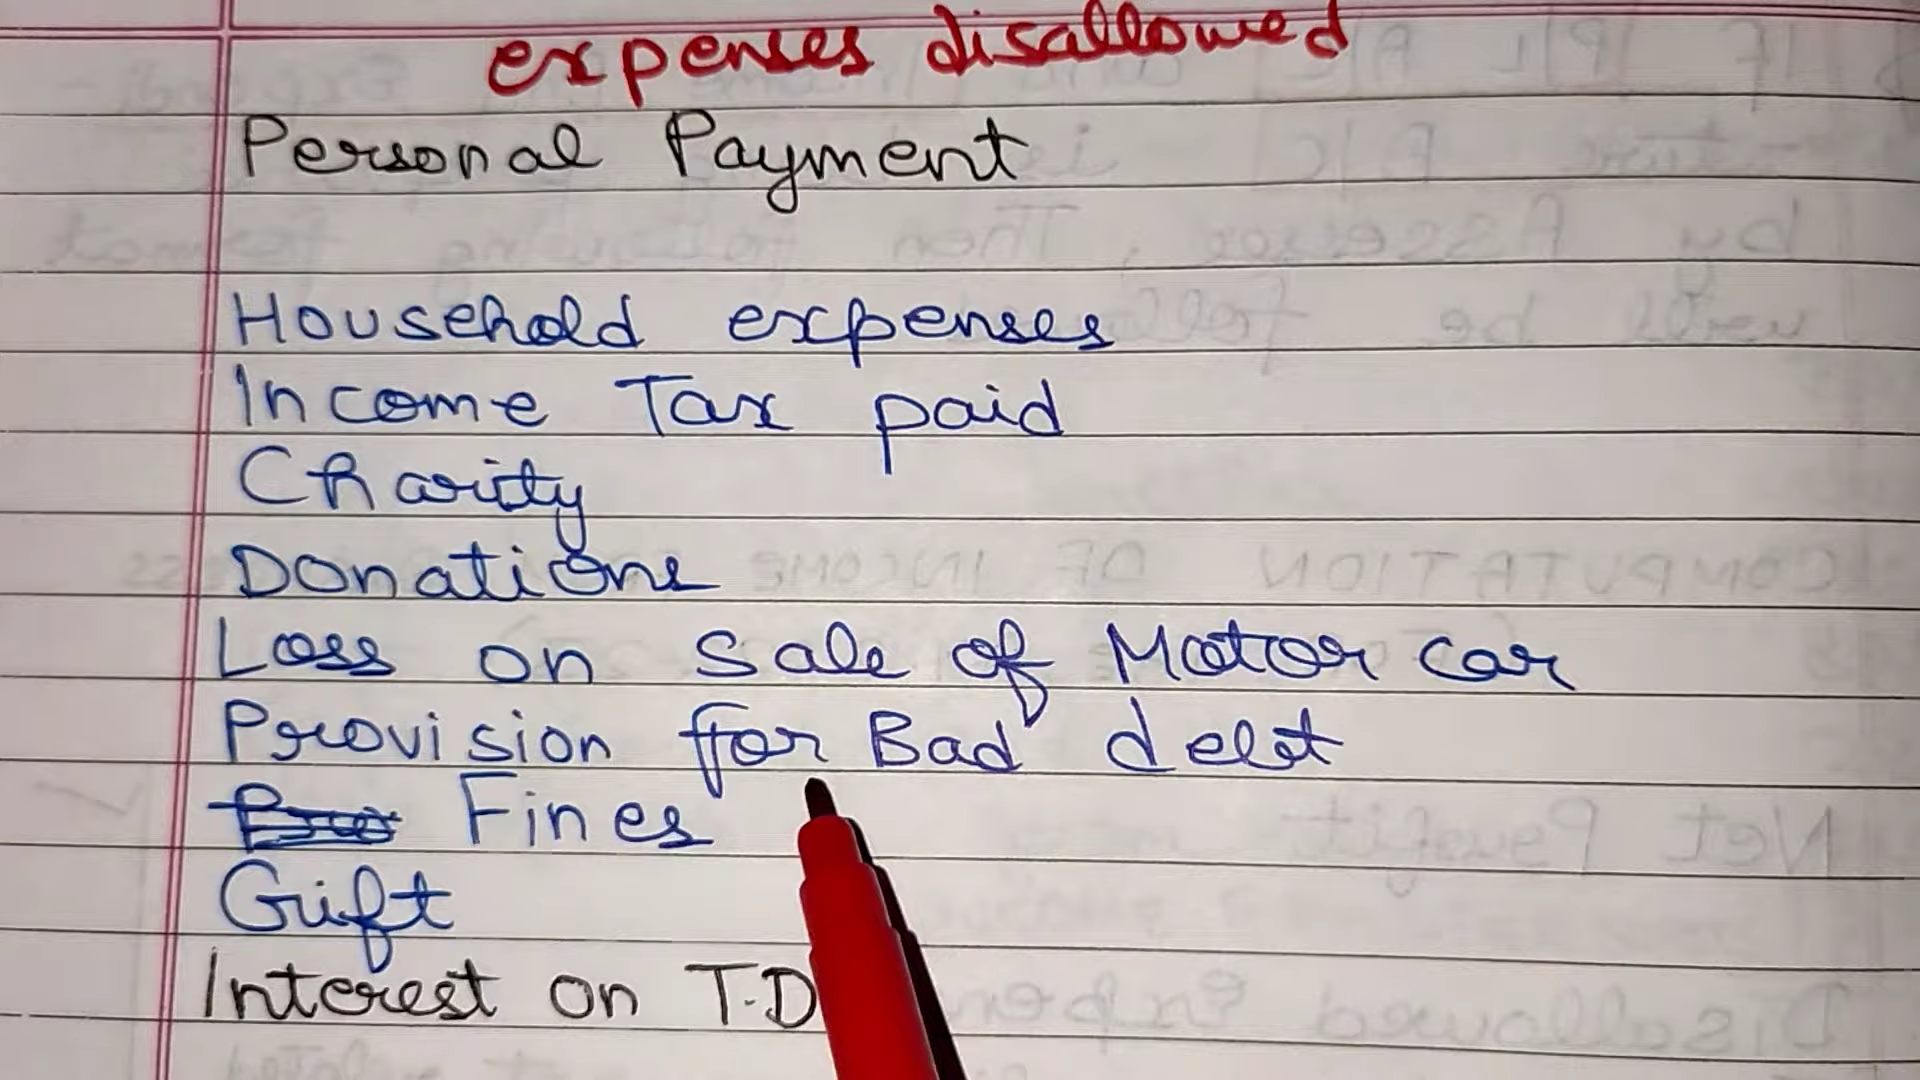 expenses disallowed
Personal Payment
Household expenses
Income Tax paid
Charity
Donations
Loss on Sale of Motor car
Provision for Bad debt
Fines
Gift
Interest on T.D